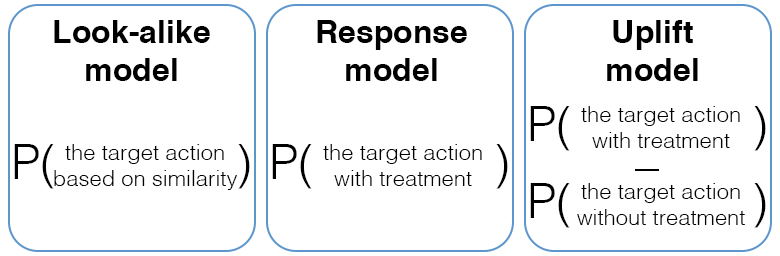 Look-alike
model
P( the target action
based on similarity )
Response
model
P( the target action
with treatment )
Uplift
model
P( the target action
with treatment )
—
P( the target action
without treatment )